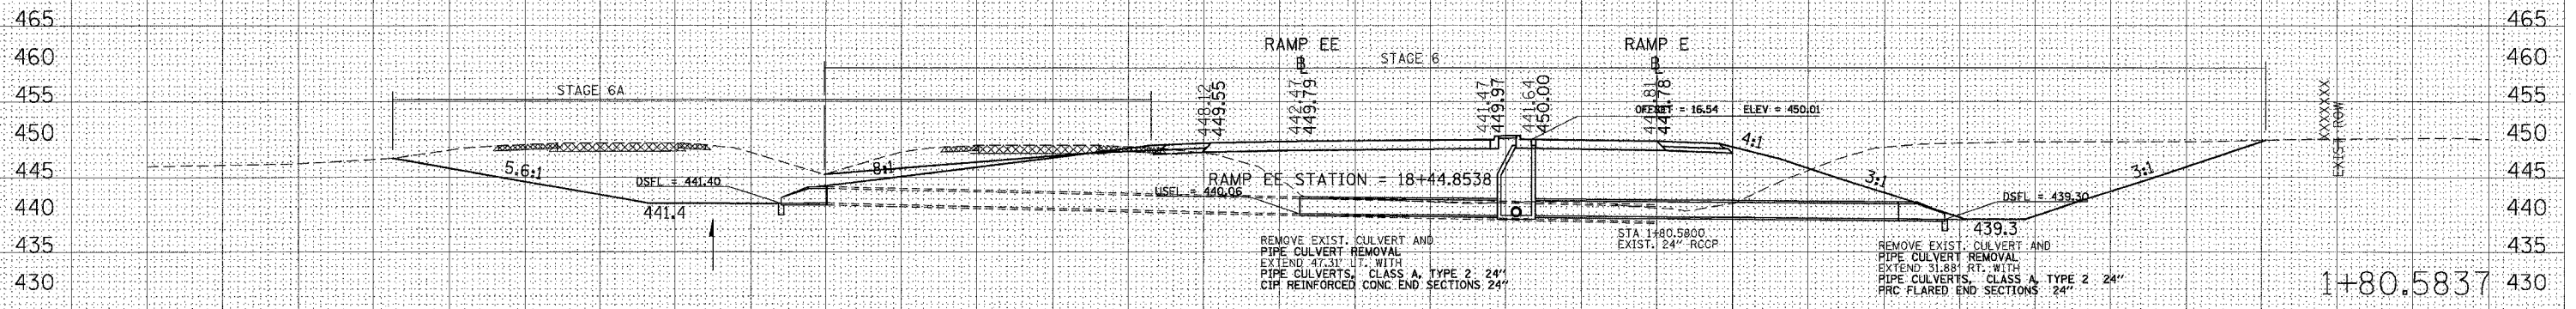 465
465
460
RAMP EE
RAMP E
460
STAGE 6
455
STAGE 6A
455
448.12
449.55
442.47
449.79
441.47
449.97
441.64
450.00
449.78
OFFSET = 16.54 ELEV = 450.01
450
450
XXXXXXX
EXIST ROW
4:1
445
5.6:1
8:1
3:1
3:1
445
DSFL = 441.40
RAMP EE STATION = 18+44.8538
USFL = 440.06
DSFL = 439.30
440
441.4
440
439.3
435
435
REMOVE EXIST. CULVERT AND
PIPE CULVERT REMOVAL
EXTEND 47.31' LT. WITH
PIPE CULVERTS, CLASS A, TYPE 2 24"
CIP REINFORCED CONC END SECTIONS 24"
STA 1+80.5800
EXIST. 24" RCCP
REMOVE EXIST. CULVERT AND
PIPE CULVERT REMOVAL
EXTEND 31.88' RT. WITH
PIPE CULVERTS, CLASS A, TYPE 2 24"
PRC FLARED END SECTIONS 24"
430
1+80.5837
430